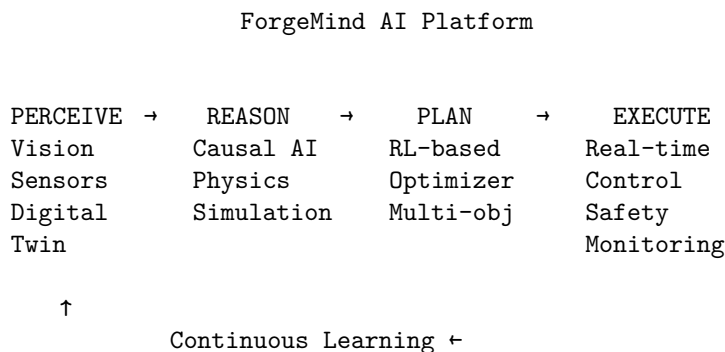 ForgeMind AI Platform
PERCEIVE → REASON → PLAN → EXECUTE
Vision Causal AI RL-based Real-time
Sensors Physics Optimizer Control
Digital Simulation Multi-obj Safety
Twin Monitoring
↑
Continuous Learning ←